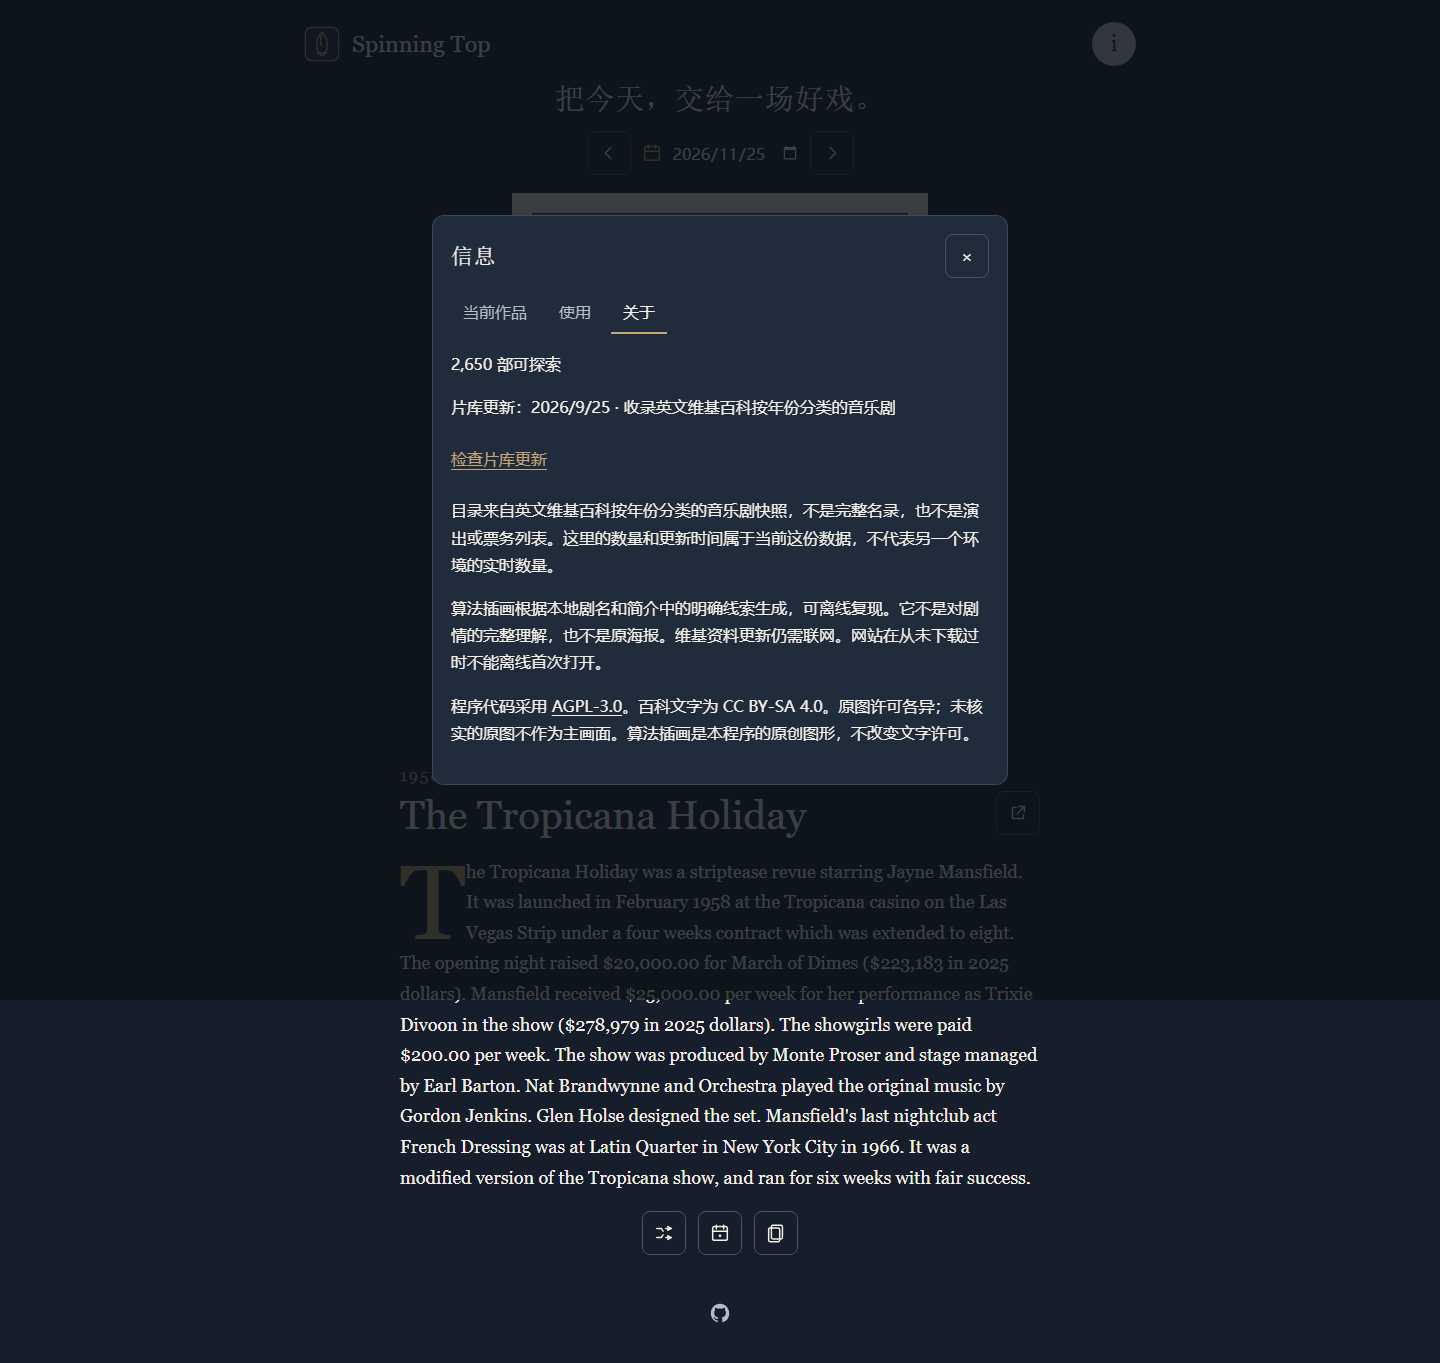 Spinning Top
i
把今天，交给一场好戏。
2026/11/25
信息
×
当前作品 使用 关于
2,650 部可探索
片库更新：2026/9/25 · 收录英文维基百科按年份分类的音乐剧
检查片库更新
目录来自英文维基百科按年份分类的音乐剧快照，不是完整名录，也不是演
出或票务列表。这里的数量和更新时间属于当前这份数据，不代表另一个环
境的实时数量。
算法插画根据本地剧名和简介中的明确线索生成，可离线复现。它不是对剧
情的完整理解，也不是原海报。维基资料更新仍需联网。网站在从未下载过
时不能离线首次打开。
程序代码采用 AGPL-3.0。百科文字为 CC BY-SA 4.0。原图许可各异；未核
实的原图不作为主画面。算法插画是本程序的原创图形，不改变文字许可。
The Tropicana Holiday
The Tropicana Holiday was a striptease revue starring Jayne Mansfield.
It was launched in February 1958 at the Tropicana casino on the Las
Vegas Strip under a four weeks contract which was extended to eight.
The opening night raised $20,000.00 for March of Dimes ($223,183 in 2025
dollars). Mansfield received $25,000.00 per week for her performance as Trixie
Divoon in the show ($278,979 in 2025 dollars). The showgirls were paid
$200.00 per week. The show was produced by Monte Proser and stage managed
by Earl Barton. Nat Brandwynne and Orchestra played the original music by
Gordon Jenkins. Glen Holse designed the set. Mansfield's last nightclub act
French Dressing was at Latin Quarter in New York City in 1966. It was a
modified version of the Tropicana show, and ran for six weeks with fair success.